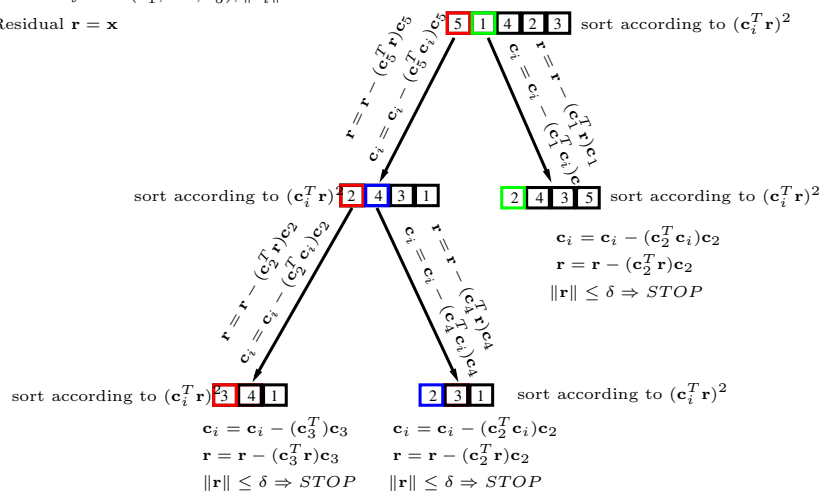 Residual r = x
5 1 4 2 3 sort according to (c_i^T r)^2
r = r − (c_5^T r)c_5
c_i = c_i − (c_5^T c_i)c_5
r = r − (c_1^T r)c_1
c_i = c_i − (c_1^T c_i)c
sort according to (c_i^T r)^2 2 4 3 1
2 4 3 5 sort according to (c_i^T r)^2
c_i = c_i − (c_2^T c_i)c_2
r = r − (c_2^T r)c_2
‖r‖ ≤ δ ⇒ STOP
r = r − (c_2^T r)c_2
c_i = c_i − (c_2^T c_i)c_2
r = r − (c_4^T r)c_4
c_i = c_i − (c_4^T c_i)c_4
sort according to (c_i^T r)^2 3 4 1
2 3 1 sort according to (c_i^T r)^2
c_i = c_i − (c_3^T)c_3
r = r − (c_3^T r)c_3
‖r‖ ≤ δ ⇒ STOP
c_i = c_i − (c_2^T c_i)c_2
r = r − (c_2^T r)c_2
‖r‖ ≤ δ ⇒ STOP